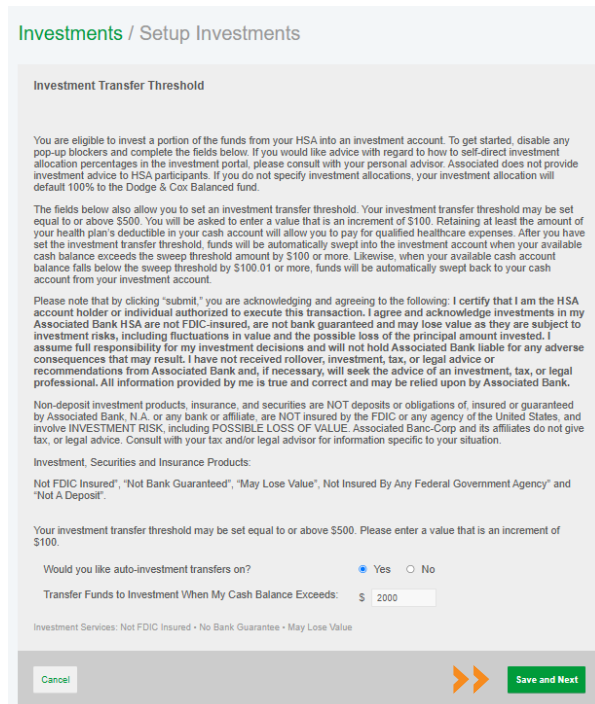 Investments / Setup Investments
Investment Transfer Threshold
You are eligible to invest a portion of the funds from your HSA into an investment account. To get started, disable any
pop-up blockers and complete the fields below. If you would like advice with regard to how to self-direct investment
allocation percentages in the investment portal, please consult with your personal advisor. Associated does not provide
investment advice to HSA participants. If you do not specify investment allocations, your investment allocation will
default 100% to the Dodge & Cox Balanced fund.
The fields below also allow you to set an investment transfer threshold. Your investment transfer threshold may be set
equal to or above $500. You will be asked to enter a value that is an increment of $100. Retaining at least the amount of
your health plan's deductible in your cash account will allow you to pay for qualified healthcare expenses. After you have
set the investment transfer threshold, funds will be automatically swept into the investment account when your available
cash balance exceeds the sweep threshold amount by $100 or more. Likewise, when your available cash account
balance falls below the sweep threshold by $100.01 or more, funds will be automatically swept back to your cash
account from your investment account.
Please note that by clicking "submit," you are acknowledging and agreeing to the following: I certify that I am the HSA
account holder or individual authorized to execute this transaction. I agree and acknowledge investments in my
Associated Bank HSA are not FDIC-insured, are not bank guaranteed and may lose value as they are subject to
investment risks, including fluctuations in value and the possible loss of the principal amount invested. I
assume full responsibility for my investment decisions and will not hold Associated Bank liable for any adverse
consequences that may result. I have not received rollover, investment, tax, or legal advice or
recommendations from Associated Bank and, if necessary, will seek the advice of an investment, tax, or legal
professional. All information provided by me is true and correct and may be relied upon by Associated Bank.
Non-deposit investment products, insurance, and securities are NOT deposits or obligations of, insured or guaranteed
by Associated Bank, N.A. or any bank or affiliate, are NOT insured by the FDIC or any agency of the United States, and
involve INVESTMENT RISK, including POSSIBLE LOSS OF VALUE. Associated Banc-Corp and its affiliates do not give
tax, or legal advice. Consult with your tax and/or legal advisor for information specific to your situation.
Investment, Securities and Insurance Products:
Not FDIC Insured", "Not Bank Guaranteed", "May Lose Value", Not Insured By Any Federal Government Agency" and
"Not A Deposit".
Your investment transfer threshold may be set equal to or above $500. Please enter a value that is an increment of
$100.
Would you like auto-investment transfers on? Yes No
Transfer Funds to Investment When My Cash Balance Exceeds: $ 2000
Investment Services: Not FDIC Insured • No Bank Guarantee • May Lose Value
Cancel Save and Next